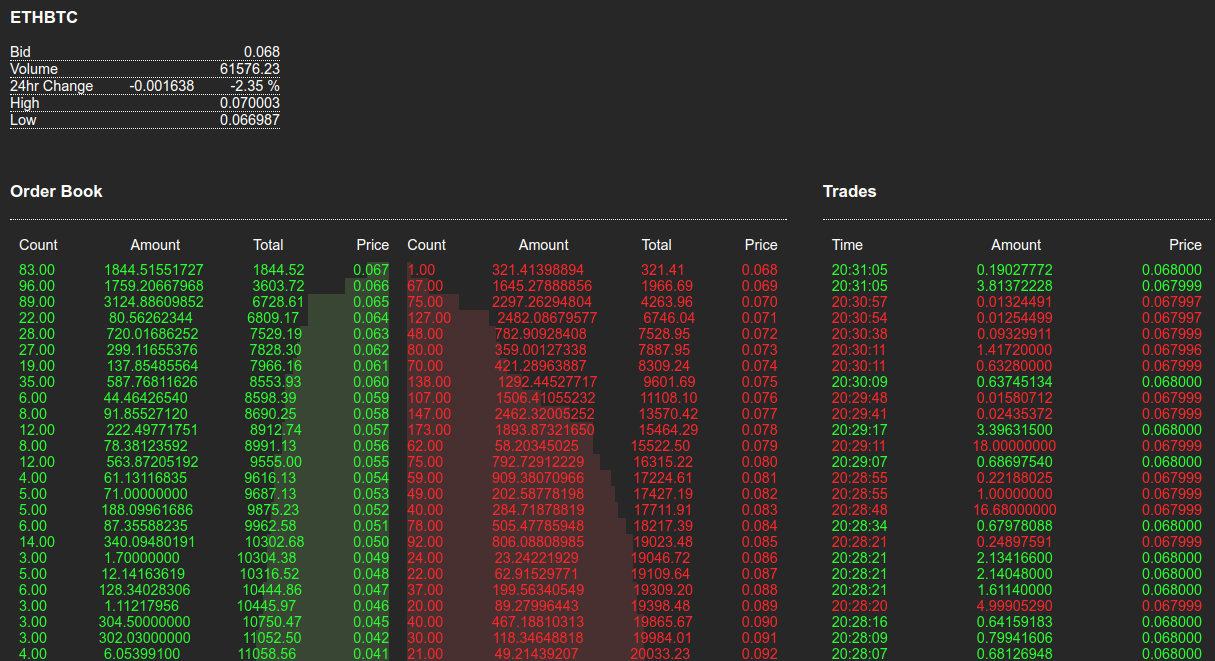 ETHBTC
Bid 0.068
Volume 61576.23
24hr Change -0.001638 -2.35 %
High 0.070003
Low 0.066987
Order Book Trades
Count Amount Total Price Count Amount Total Price Time Amount Price
83.00 1844.51551727 1844.52 0.067 1.00 321.41398894 321.41 0.068 20:31:05 0.19027772 0.068000
96.00 1759.20667968 3603.72 0.066 67.00 1645.27888856 1966.69 0.069 20:31:05 3.81372228 0.068000
89.00 3124.88609852 6728.61 0.065 75.00 2297.26294804 4263.96 0.070 20:30:57 0.01324491 0.067997
22.00 80.56262344 6809.17 0.064 127.00 2482.08679577 6746.04 0.071 20:30:54 0.01254499 0.067997
28.00 720.01686252 7529.19 0.063 48.00 782.90928408 7528.95 0.072 20:30:38 0.09329911 0.067999
27.00 299.11655376 7828.30 0.062 80.00 359.00127338 7887.95 0.073 20:30:11 1.41720000 0.067996
19.00 137.85485564 7966.16 0.061 70.00 421.28963887 8309.24 0.074 20:30:11 0.63280000 0.067999
35.00 587.76811626 8553.93 0.060 138.00 1292.44527717 9601.69 0.075 20:30:09 0.63745134 0.068000
6.00 44.46426540 8598.39 0.059 107.00 1506.41055232 11108.10 0.076 20:29:48 0.01580712 0.067999
8.00 91.85527120 8690.25 0.058 147.00 2462.32005252 13570.42 0.077 20:29:41 0.02435372 0.067999
12.00 222.49771751 8912.74 0.057 173.00 1893.87321650 15464.29 0.078 20:29:17 3.39631500 0.068000
8.00 78.38123592 8991.13 0.056 62.00 58.20345025 15522.50 0.079 20:29:11 18.00000000 0.067999
12.00 563.87205192 9555.00 0.055 75.00 792.72912229 16315.22 0.080 20:29:07 0.68697540 0.068000
4.00 61.13116835 9616.13 0.054 59.00 909.38070966 17224.61 0.081 20:28:55 0.22188025 0.067999
5.00 71.00000000 9687.13 0.053 49.00 202.58778198 17427.19 0.082 20:28:55 1.00000000 0.067999
5.00 188.09961686 9875.23 0.052 40.00 284.71878819 17711.91 0.083 20:28:48 16.68000000 0.067999
6.00 87.35588235 9962.58 0.051 78.00 505.47785948 18217.39 0.084 20:28:34 0.67978088 0.068000
14.00 340.09480191 10302.68 0.050 92.00 806.08808985 19023.48 0.085 20:28:21 0.24897591 0.067999
3.00 1.70000000 10304.38 0.049 24.00 23.24221929 19046.72 0.086 20:28:21 2.13416600 0.068000
5.00 12.14163619 10316.52 0.048 22.00 62.91529771 19109.64 0.087 20:28:21 2.14048000 0.068000
6.00 128.34028306 10444.86 0.047 37.00 199.56340549 19309.20 0.088 20:28:21 1.61140000 0.068000
3.00 1.11217956 10445.97 0.046 20.00 89.27996443 19398.48 0.089 20:28:20 4.99905290 0.067999
3.00 304.50000000 10750.47 0.045 40.00 467.18810313 19865.67 0.090 20:28:16 0.64159183 0.068000
3.00 302.03000000 11052.50 0.042 30.00 118.34648818 19984.01 0.091 20:28:09 0.79941606 0.068000
4.00 6.05399100 11058.56 0.041 21.00 49.21439207 20033.23 0.092 20:28:07 0.68126948 0.068000